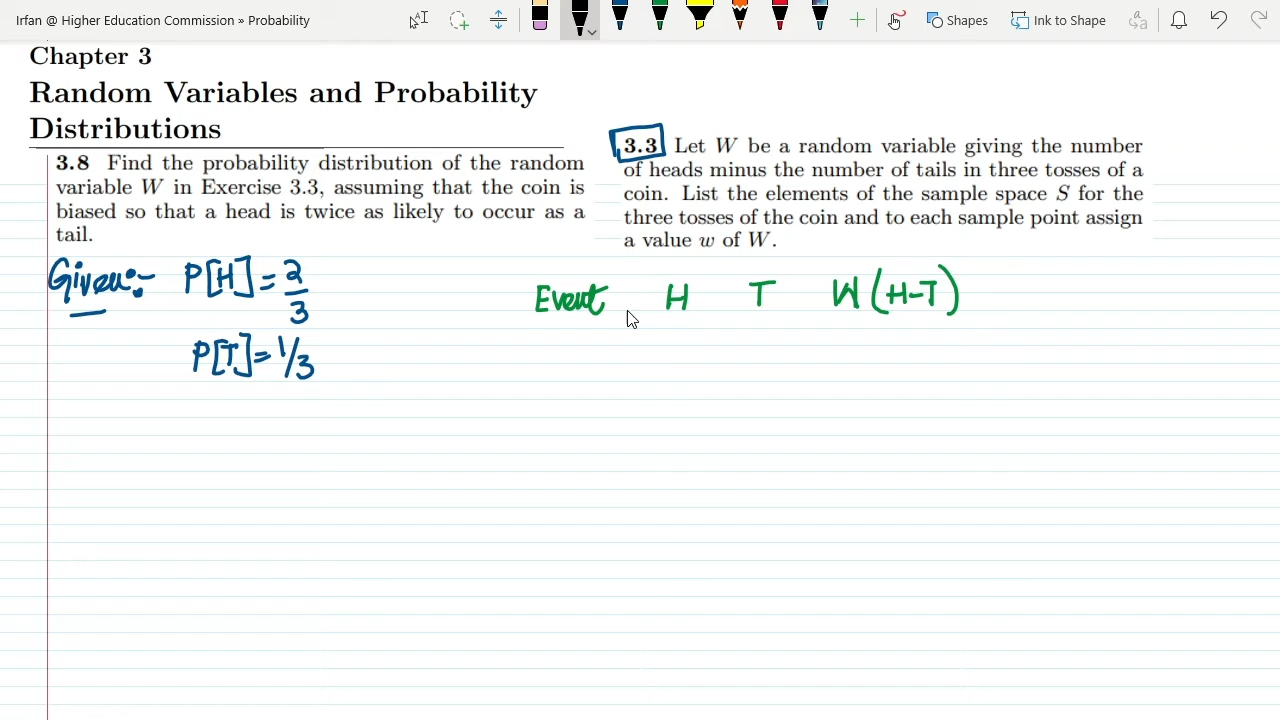 Irfan @ Higher Education Commission » Probability
Shapes
Ink to Shape
Chapter 3
Random Variables and Probability
Distributions
3.8 Find the probability distribution of the random
variable W in Exercise 3.3, assuming that the coin is
biased so that a head is twice as likely to occur as a
tail.
3.3 Let W be a random variable giving the number
of heads minus the number of tails in three tosses of a
coin. List the elements of the sample space S for the
three tosses of the coin and to each sample point assign
a value w of W.
Given:- P[H] = 2/3
P[T] = 1/3
Event H T W (H-T)